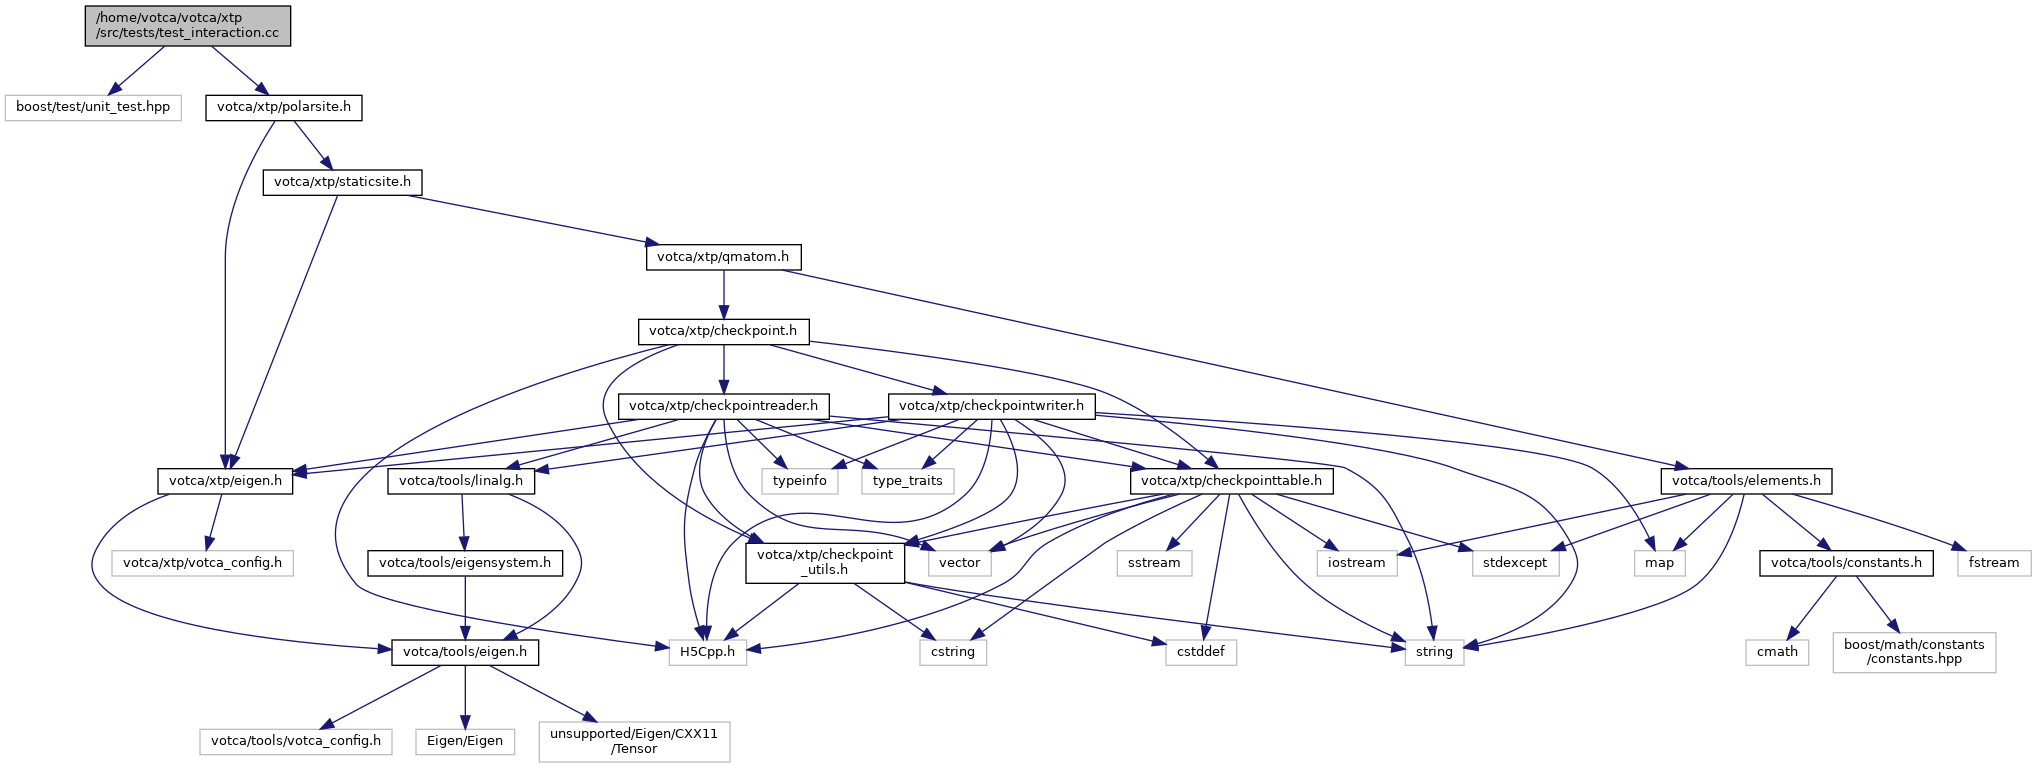 /home/votca/votca/xtp
/src/tests/test_interaction.cc
boost/test/unit_test.hpp
votca/xtp/polarsite.h
votca/xtp/staticsite.h
votca/xtp/qmatom.h
votca/xtp/checkpoint.h
votca/xtp/checkpointreader.h
votca/xtp/checkpointwriter.h
votca/xtp/eigen.h
votca/tools/linalg.h
typeinfo
type_traits
votca/xtp/checkpointtable.h
votca/tools/elements.h
votca/xtp/votca_config.h
votca/tools/eigensystem.h
votca/xtp/checkpoint
_utils.h
vector
sstream
iostream
stdexcept
map
votca/tools/constants.h
fstream
votca/tools/eigen.h
H5Cpp.h
cstring
cstddef
string
cmath
boost/math/constants
/constants.hpp
votca/tools/votca_config.h
Eigen/Eigen
unsupported/Eigen/CXX11
/Tensor